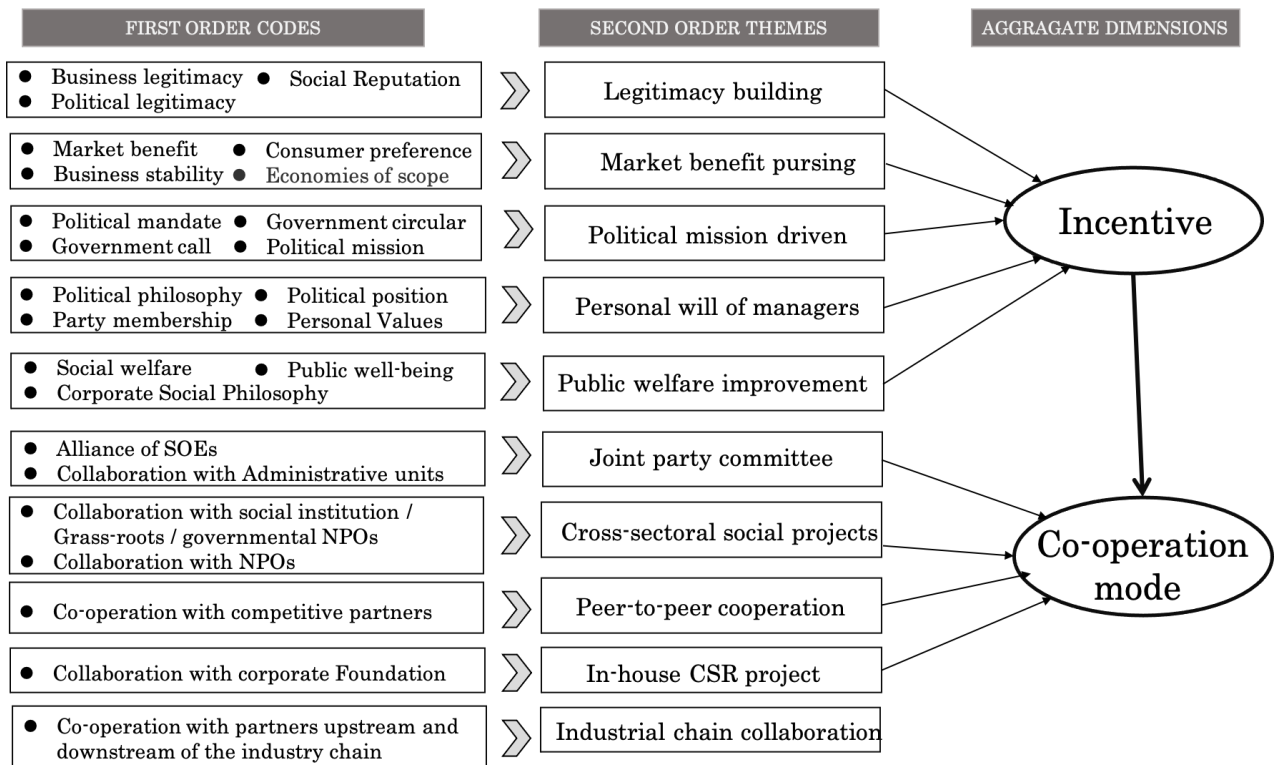 FIRST ORDER CODES
SECOND ORDER THEMES
AGGRAGATE DIMENSIONS
● Business legitimacy ● Social Reputation
● Political legitimacy
Legitimacy building
● Market benefit ● Consumer preference
● Business stability ● Economies of scope
Market benefit pursing
● Political mandate ● Government circular
● Government call ● Political mission
Political mission driven
● Political philosophy ● Political position
● Party membership ● Personal Values
Personal will of managers
● Social welfare ● Public well-being
● Corporate Social Philosophy
Public welfare improvement
Incentive
● Alliance of SOEs
● Collaboration with Administrative units
Joint party committee
● Collaboration with social institution /
Grass-roots / governmental NPOs
● Collaboration with NPOs
Cross-sectoral social projects
● Co-operation with competitive partners
Peer-to-peer cooperation
● Collaboration with corporate Foundation
In-house CSR project
● Co-operation with partners upstream and
downstream of the industry chain
Industrial chain collaboration
Co-operation
mode